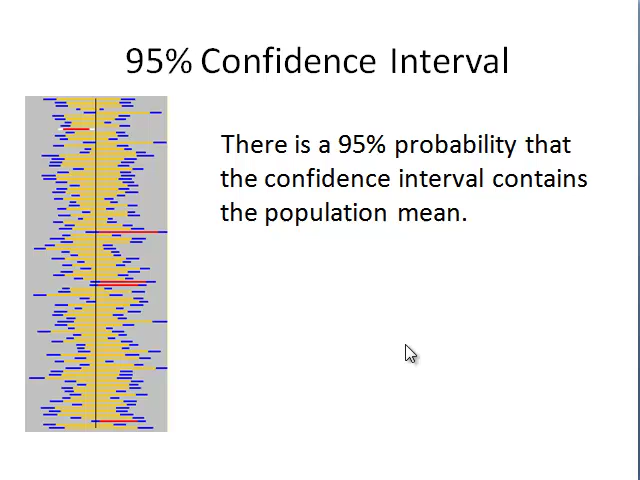 95% Confidence Interval
There is a 95% probability that
the confidence interval contains
the population mean.